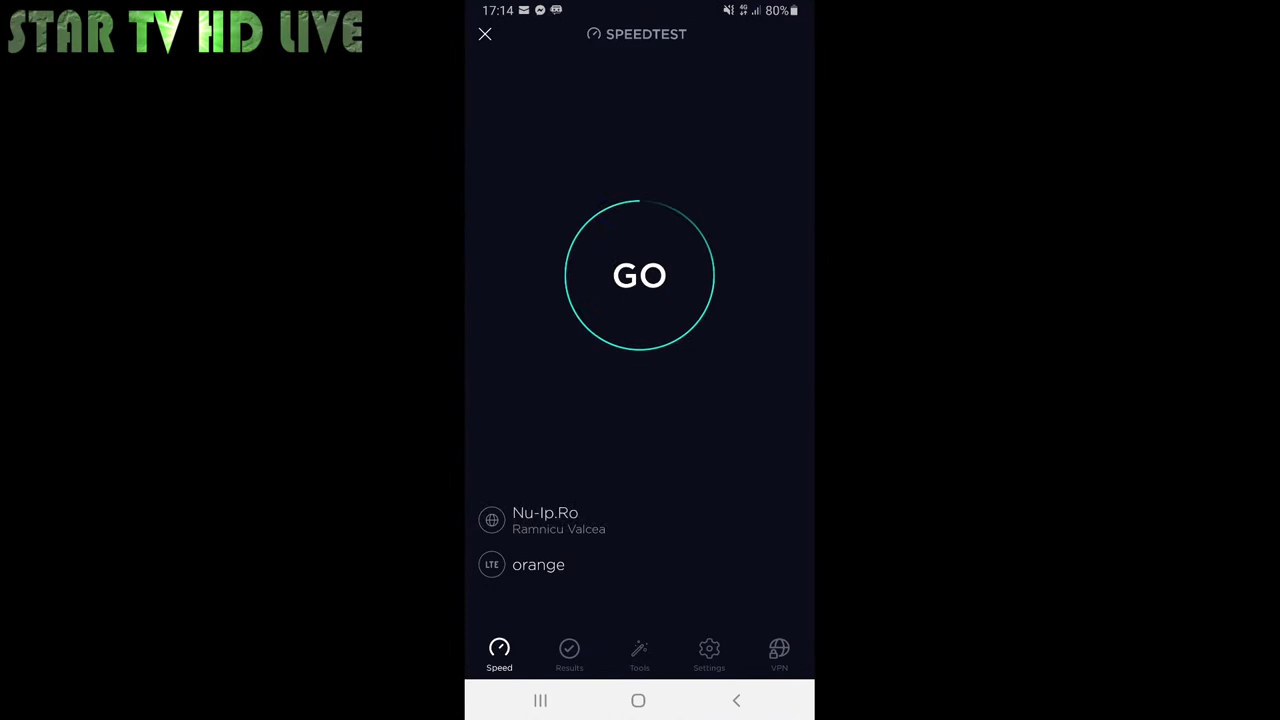 STAR TV HD LIVE
17:14 4G 80%
SPEEDTEST
GO
Nu-Ip.Ro
Ramnicu Valcea
LTE orange
Speed Results Tools Settings VPN